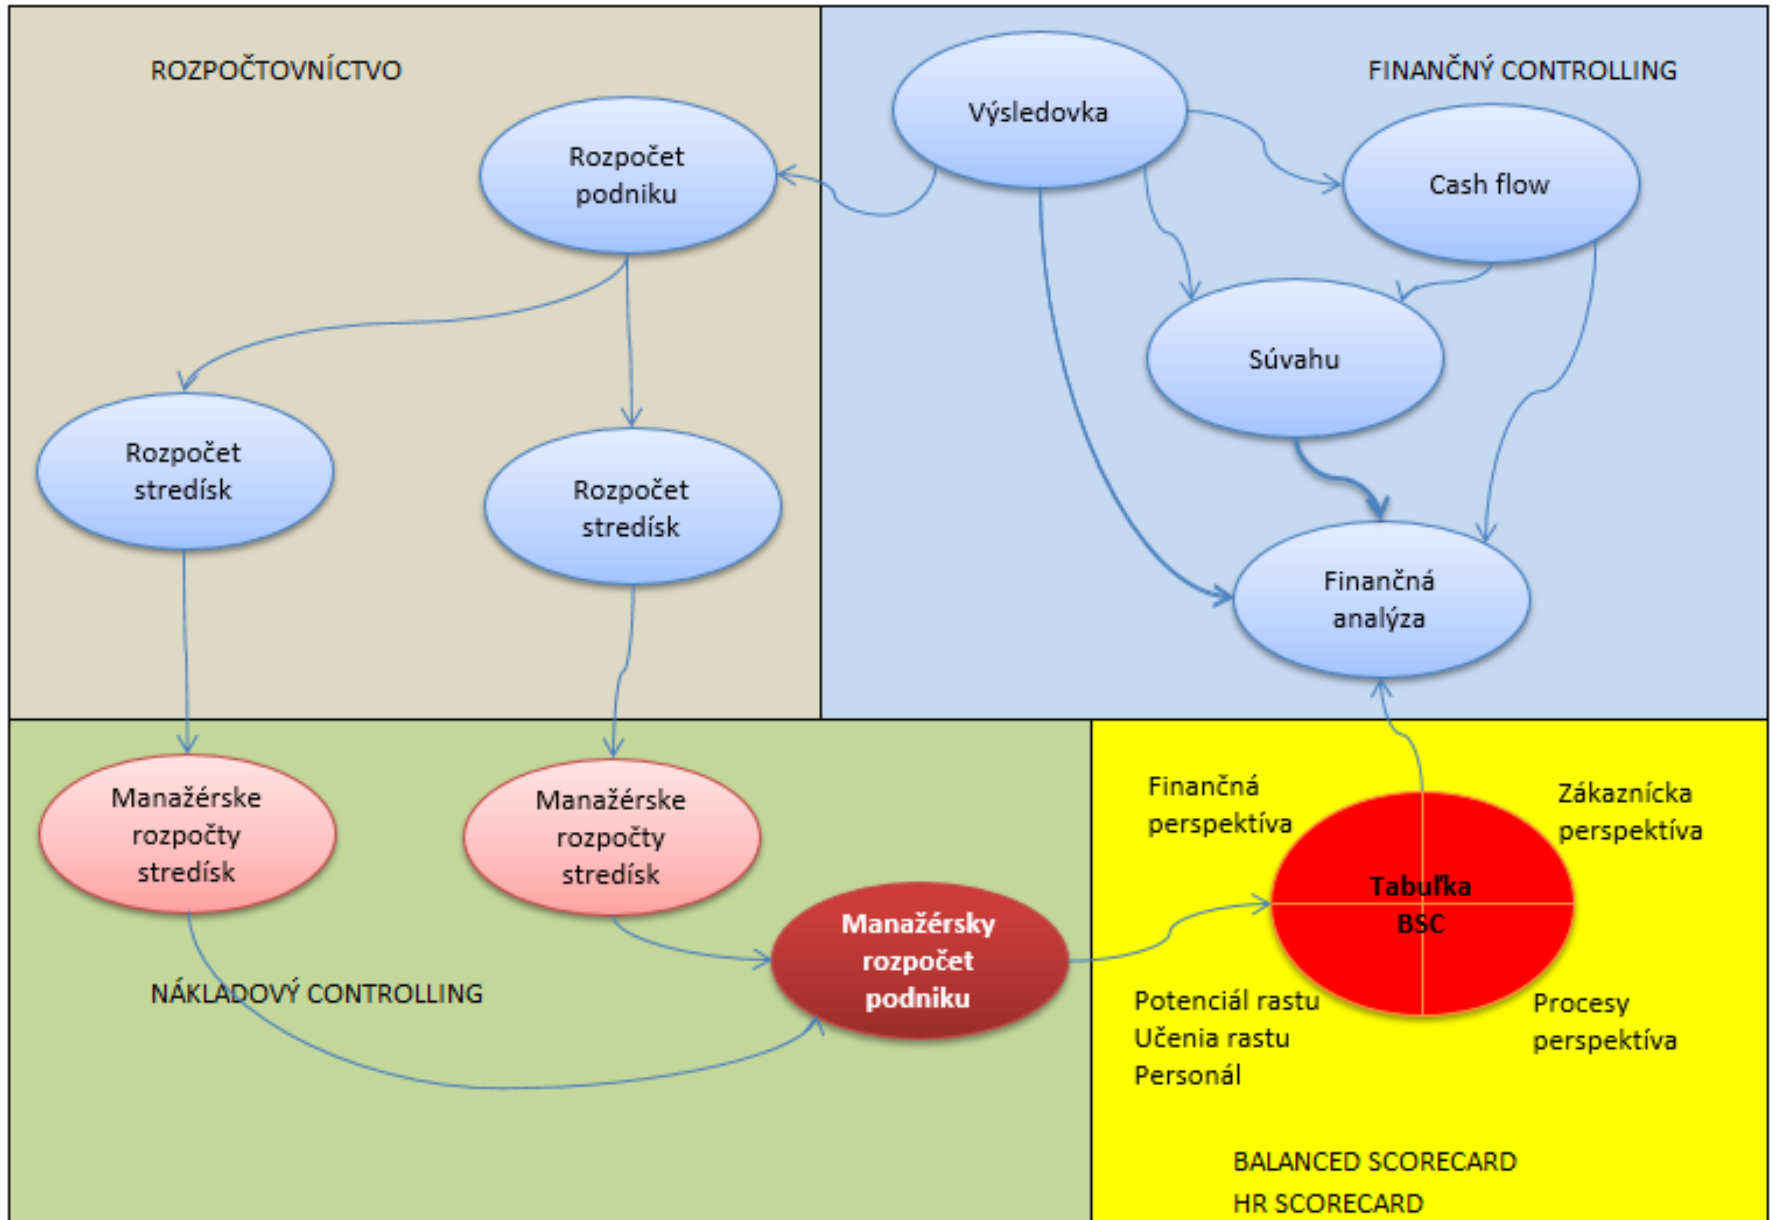 ROZPOČTOVNÍCTVO
FINANČNÝ CONTROLLING
Výsledovka
Rozpočet
podniku
Cash flow
Súvahu
Rozpočet
stredísk
Rozpočet
stredísk
Finančná
analýza
Manažérske
rozpočty
stredísk
Manažérske
rozpočty
stredísk
Manažérsky
rozpočet
podniku
NÁKLADOVÝ CONTROLLING
Finančná
perspektíva
Zákaznícka
perspektíva
Tabuľka
BSC
Potenciál rastu
Učenia rastu
Personál
Procesy
perspektíva
BALANCED SCORECARD
HR SCORECARD